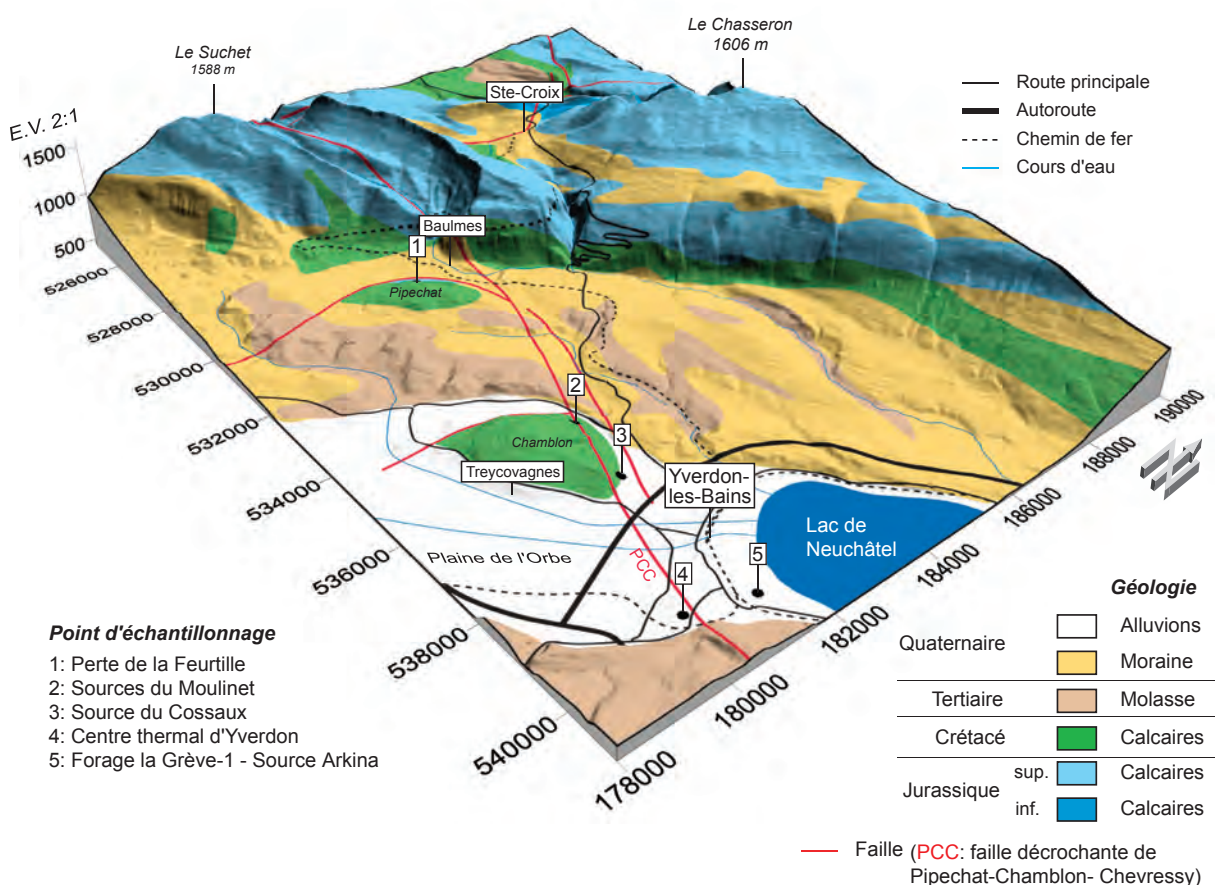 Le Chasseron
1606 m
Le Suchet
1588 m
Ste-Croix
Route principale
Autoroute
Chemin de fer
Cours d'eau
E.V. 2:1
1500
1000
500
Baulmes
1
Pipechat
526000
528000
530000
532000
534000
536000
538000
540000
2
3
Chamblon
Treycovagnes
Yverdon-
les-Bains
Lac de
Neuchâtel
Plaine de l'Orbe
PCC
4
5
190000
188000
186000
184000
182000
180000
178000
N
Point d'échantillonnage
1: Perte de la Feurtille
2: Sources du Moulinet
3: Source du Cossaux
4: Centre thermal d'Yverdon
5: Forage la Grève-1 - Source Arkina
Géologie
Quaternaire
Alluvions
Moraine
Tertiaire
Molasse
Crétacé
Calcaires
Jurassique
sup.
Calcaires
inf.
Calcaires
Faille (PCC: faille décrochante de
Pipechat-Chamblon- Chevressy)